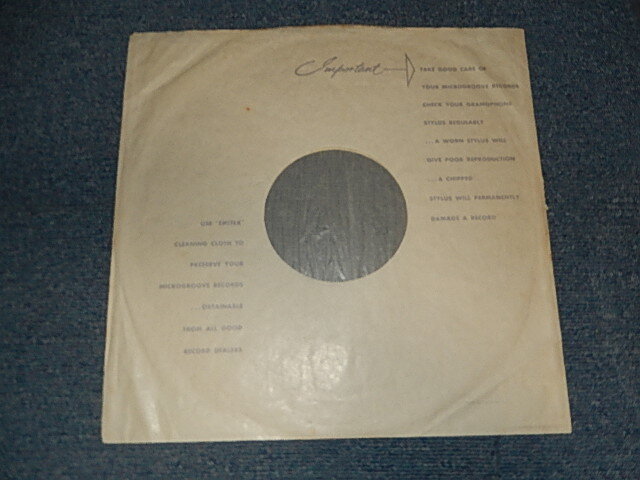 Important
TAKE GOOD CARE OF
YOUR MICROGROOVE RECORDS
CHECK YOUR GRAMOPHONE
STYLUS REGULARLY
...A WORN STYLUS WILL
GIVE POOR REPRODUCTION
...A CHIPPED
STYLUS WILL PERMANENTLY
DAMAGE A RECORD
USE 'EMITEX'
CLEANING CLOTH TO
PRESERVE YOUR
MICROGROOVE RECORDS
...OBTAINABLE
FROM ALL GOOD
RECORD DEALERS